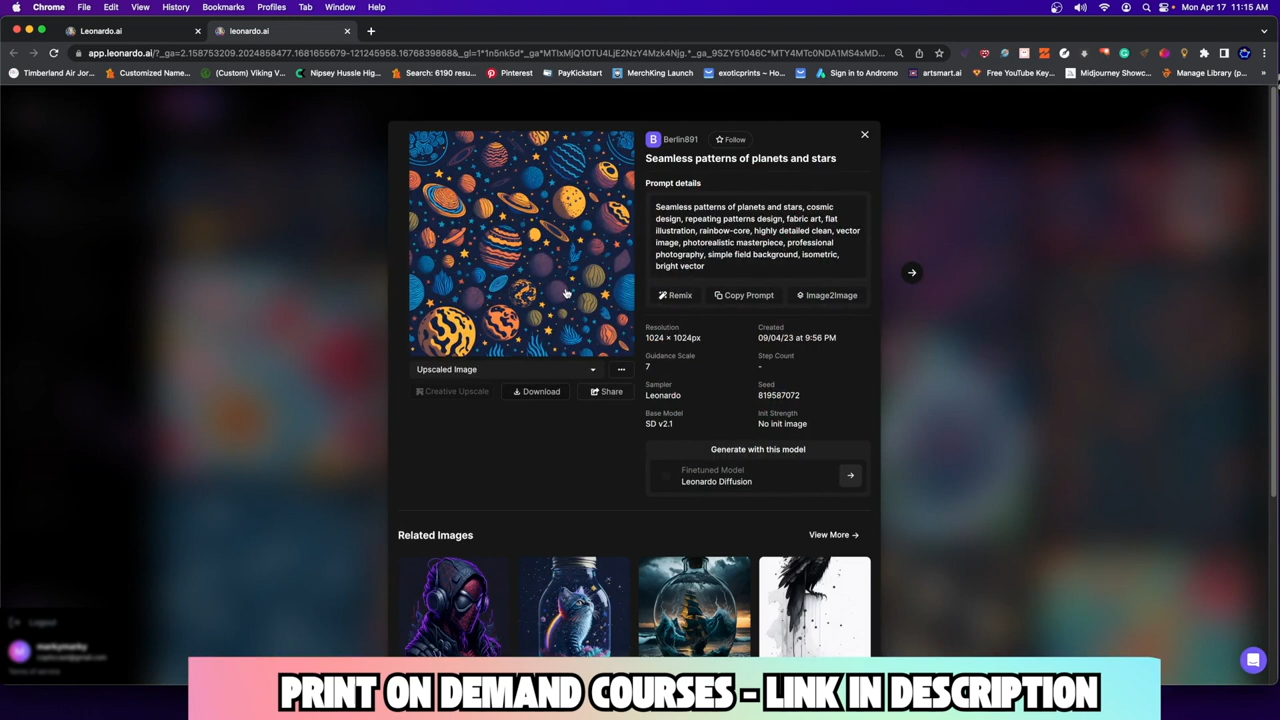 Chrome File Edit View History Bookmarks Profiles Tab Window Help Mon Apr 17 11:15 AM
Leonardo.ai leonardo.ai
app.leonardo.ai
Timberland Air Jor... Customized Name... (Custom) Viking V... Nipsey Hussle Hig... Search: 6190 resu... Pinterest PayKickstart MerchKing Launch exoticprints – Ho... Sign in to Andromo artsmart.ai Free YouTube Key... Midjourney Showc... Manage Library (p... »
B Berlin891 Follow
Seamless patterns of planets and stars
Prompt details
Seamless patterns of planets and stars, cosmic
design, repeating patterns design, fabric art, flat
illustration, rainbow-core, highly detailed clean, vector
image, photorealistic masterpiece, professional
photography, simple field background, isometric,
bright vector
Remix Copy Prompt Image2Image
Resolution Created
1024 × 1024px 09/04/23 at 9:56 PM
Guidance Scale Step Count
7 -
Upscaled Image
Sampler Seed
Creative Upscale Download Share
Leonardo 819587072
Base Model Init Strength
SD v2.1 No init image
Generate with this model
Finetuned Model
Leonardo Diffusion
Related Images View More
Logout
M markymarky
Terms of service
PRINT ON DEMAND COURSES - LINK IN DESCRIPTION